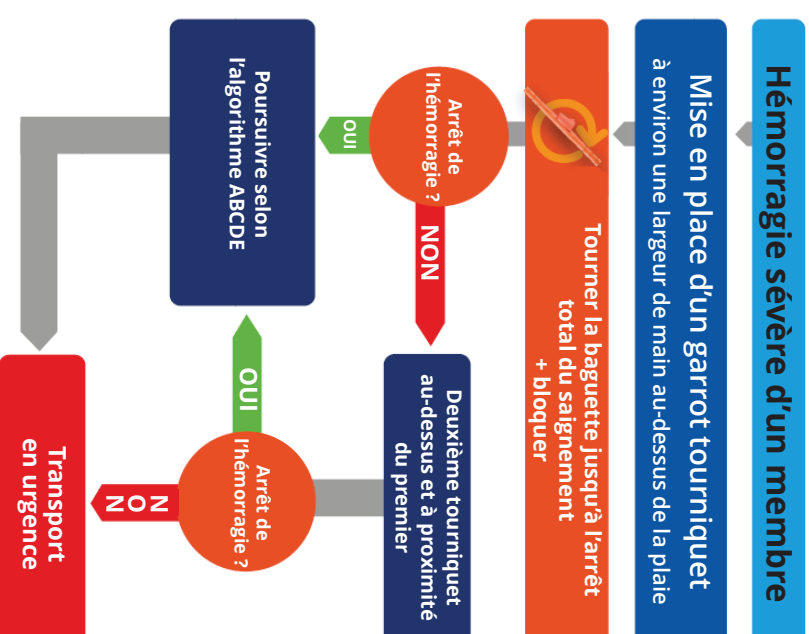 Hémorragie sévère d’un membre
Mise en place d’un garrot tourniquet
à environ une largeur de main au-dessus de la plaie
Tourner la baguette jusqu’à l’arrêt
total du saignement
+ bloquer
Arrêt de
l’hémorragie ?
NON
OUI
Deuxième tourniquet
au-dessus et à proximité
du premier
Poursuivre selon
l’algorithme ABCDE
Arrêt de
l’hémorragie ?
OUI
NON
Transport
en urgence